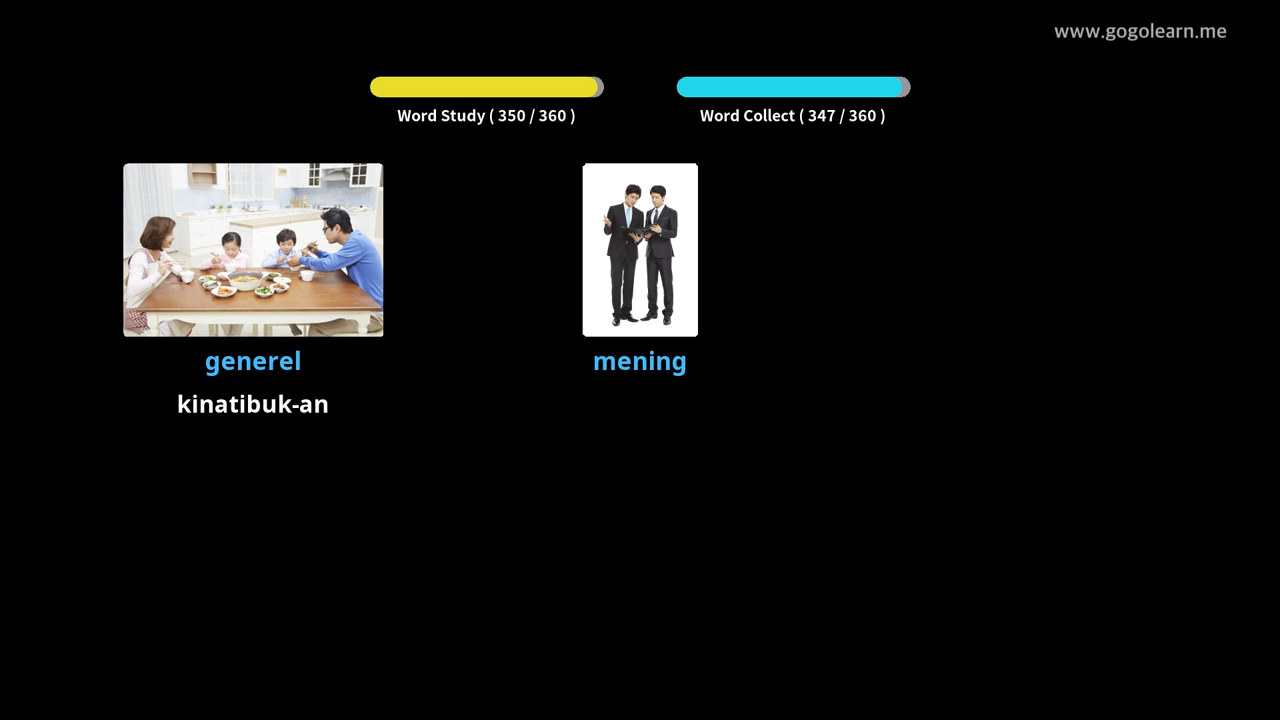 www.gogolearn.me
Word Study ( 350 / 360 )
Word Collect ( 347 / 360 )
generel
mening
kinatibuk-an